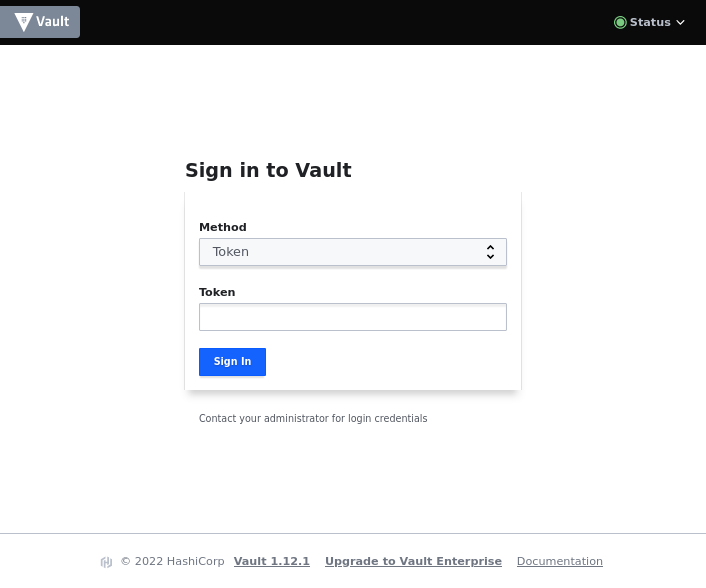 Vault
Status
Sign in to Vault
Method
Token
Token
Sign In
Contact your administrator for login credentials
© 2022 HashiCorp Vault 1.12.1 Upgrade to Vault Enterprise Documentation